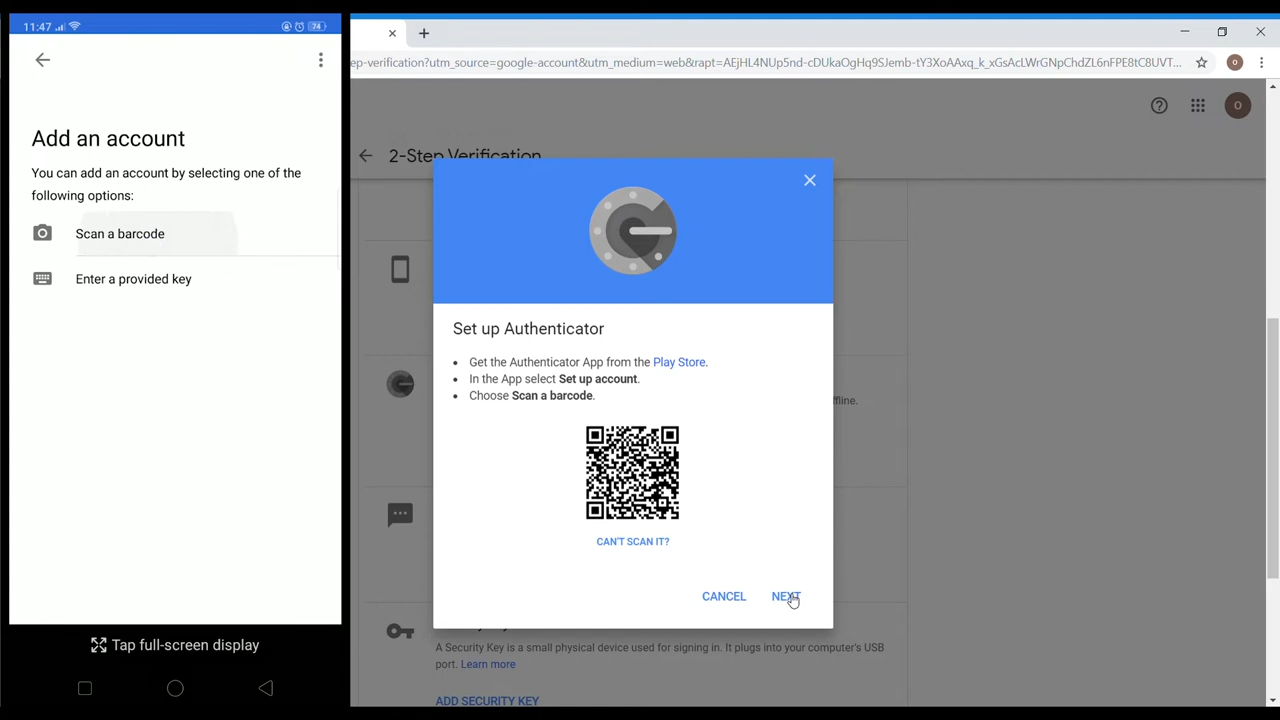 11:47
74
Add an account
You can add an account by selecting one of the
following options:
Scan a barcode
Enter a provided key
Tap full-screen display
ep-verification?utm_source=google-account&utm_medium=web&rapt=AEjHL4NUp5nd-cDUkaOgHq9SJemb-tY3XoAAxq_k_xGsAcLWrGNpChdZL6nFPE8tC8UVT...
O
O
2-Step Verification
Set up Authenticator
• Get the Authenticator App from the Play Store.
• In the App select Set up account.
• Choose Scan a barcode.
CAN'T SCAN IT?
CANCEL NEXT
ffline.
A Security Key is a small physical device used for signing in. It plugs into your computer's USB
port. Learn more
ADD SECURITY KEY